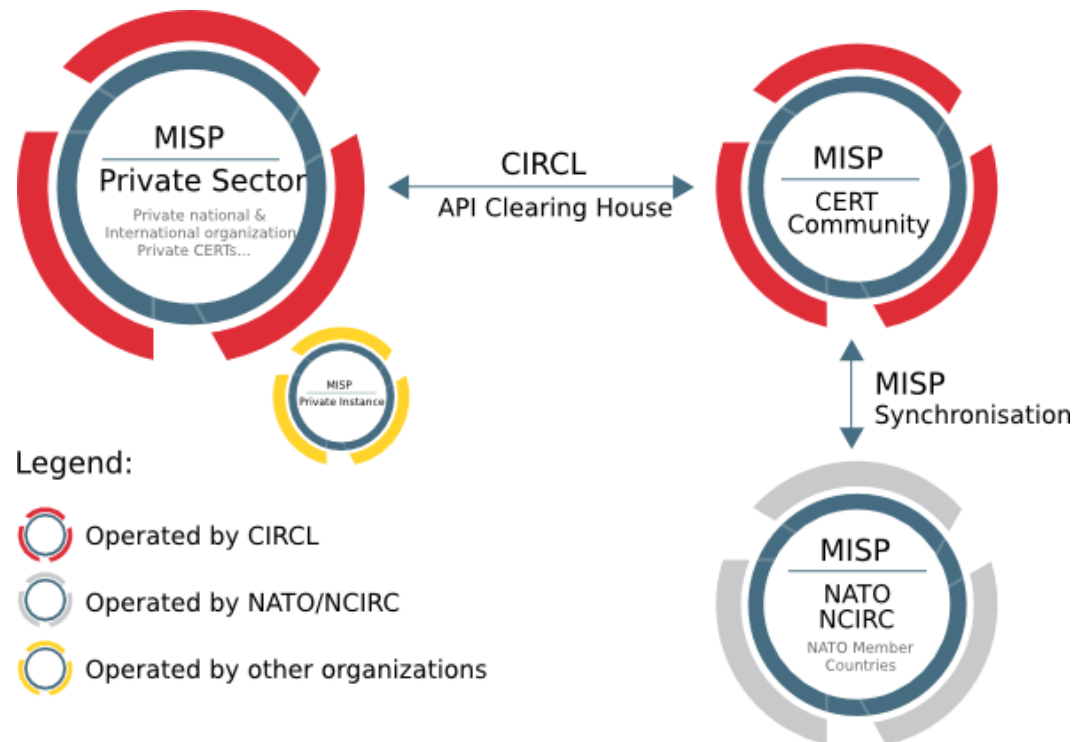 MISP
Private Sector
Private national &
International organization
Private CERTs...
CIRCL
API Clearing House
MISP
CERT
Community
MISP
Private Instance
MISP
Synchronisation
MISP
NATO
NCIRC
NATO Member
Countries
Legend:
Operated by CIRCL
Operated by NATO/NCIRC
Operated by other organizations